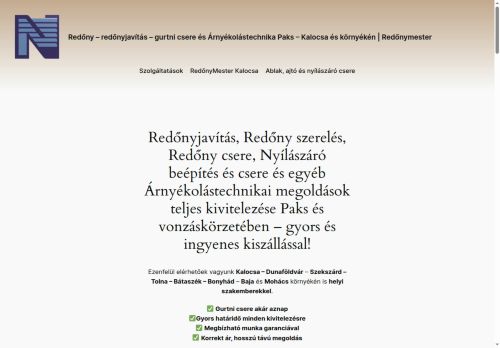 Redőny – redőnyjavítás – gurtni csere és Árnyékolástechnika Paks – Kalocsa és környékén | Redőnymester
Szolgáltatások RedőnyMester Kalocsa Ablak, ajtó és nyílászáró csere
Redőnyjavítás, Redőny szerelés,
Redőny csere, Nyílászáró
beépítés és csere és egyéb
Árnyékolástechnikai megoldások
teljes kivitelezése Paks és
vonzáskörzetében – gyors és
ingyenes kiszállással!
Ezenfelül elérhetőek vagyunk Kalocsa – Dunaföldvár – Szekszárd –
Tolna – Bátaszék – Bonyhád – Baja és Mohács környékén is helyi
szakemberekkel.
✅ Gurtni csere akár aznap
✅Gyors határidő minden kivitelezésre
✅ Megbízható munka garanciával
✅ Korrekt ár, hosszú távú megoldás